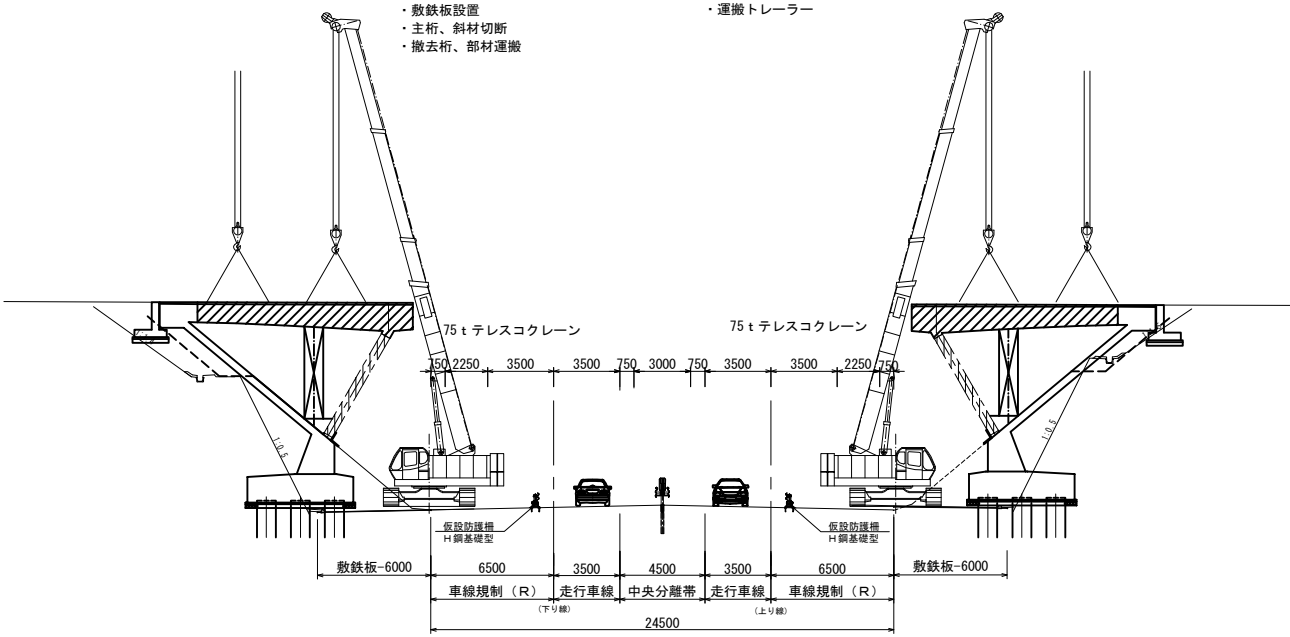 ・敷鉄板設置
・主桁、斜材切断
・撤去桁、部材運搬
・運搬トレーラー
75ｔテレスコクレーン
75ｔテレスコクレーン
750 2250 3500 3500 750 3000 750 3500 3500 2250 750
1:0.5
1:0.5
仮設防護柵
Ｈ鋼基礎型
仮設防護柵
Ｈ鋼基礎型
敷鉄板-6000 6500 3500 4500 3500 6500 敷鉄板-6000
車線規制（Ｒ） 走行車線 中央分離帯 走行車線 車線規制（Ｒ）
(下り線) (上り線)
24500